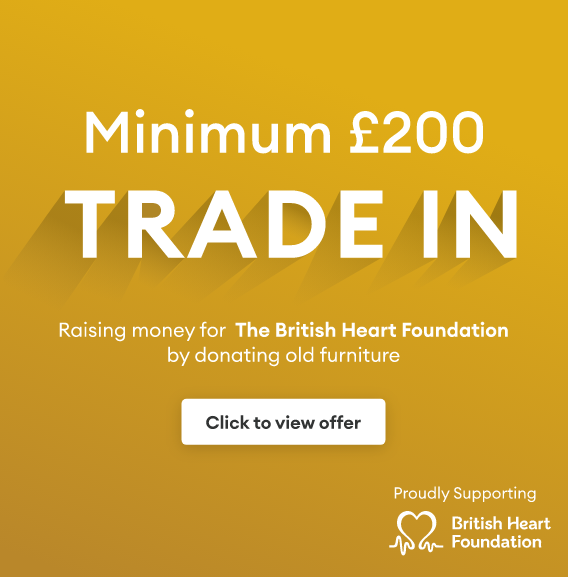 Minimum £200
TRADE IN
Raising money for The British Heart Foundation
by donating old furniture
Click to view offer
Proudly Supporting
British Heart
Foundation